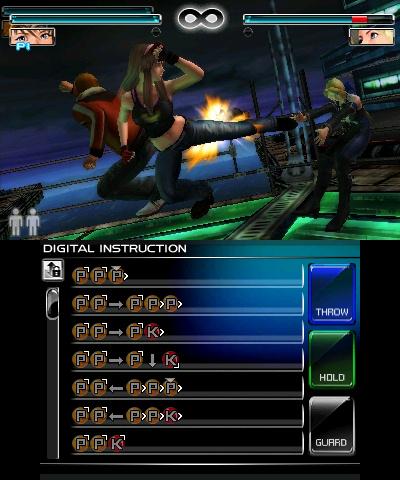 P1
DIGITAL INSTRUCTION
P P P
P P → P P P
P P → P K
P P → P ↓ K
P P ← P P P
P P ← P P K
P P K
THROW
HOLD
GUARD